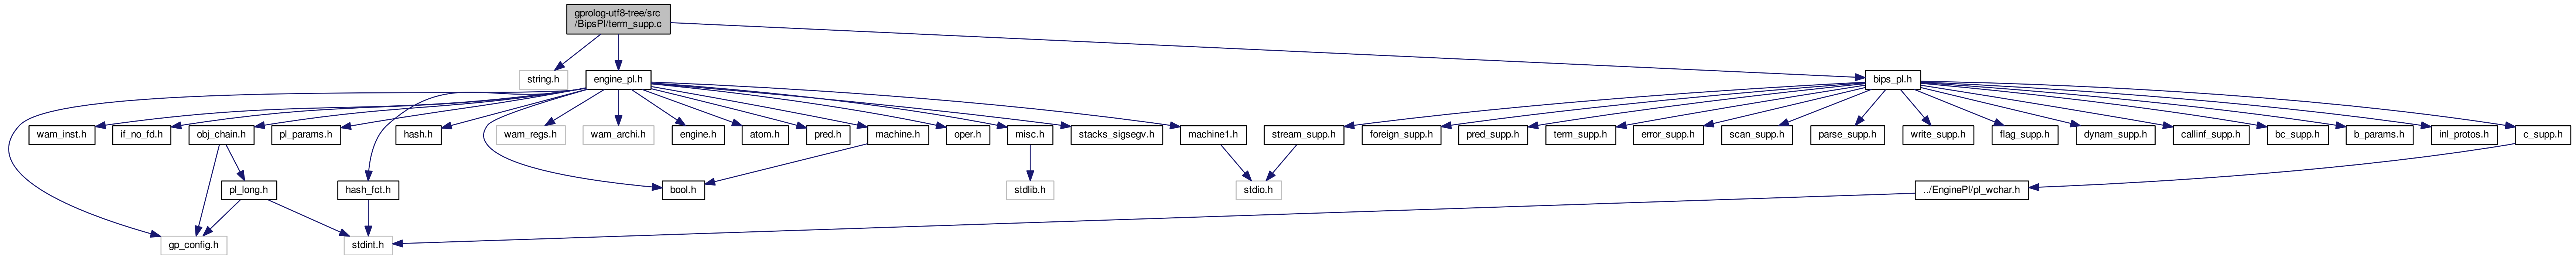 gprolog-utf8-tree/src
/BipsPl/term_supp.c
string.h
engine_pl.h
bips_pl.h
wam_inst.h
if_no_fd.h
obj_chain.h
pl_params.h
hash.h
wam_regs.h
wam_archi.h
engine.h
atom.h
pred.h
machine.h
oper.h
misc.h
stacks_sigsegv.h
machine1.h
stream_supp.h
foreign_supp.h
pred_supp.h
term_supp.h
error_supp.h
scan_supp.h
parse_supp.h
write_supp.h
flag_supp.h
dynam_supp.h
callinf_supp.h
bc_supp.h
b_params.h
inl_protos.h
c_supp.h
pl_long.h
hash_fct.h
bool.h
stdlib.h
stdio.h
../EnginePl/pl_wchar.h
gp_config.h
stdint.h